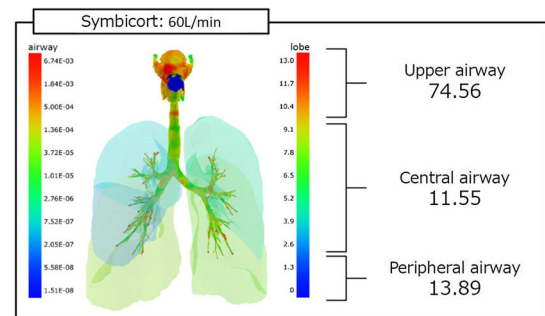 Symbicort: 60L/min
airway
6.74E-03
1.84E-03
5.00E-04
1.36E-04
3.71E-05
1.01E-05
2.76E-06
7.52E-07
2.05E-07
5.58E-08
1.51E-08
lobe
13.0
11.7
10.4
9.1
7.8
6.5
5.2
3.9
2.6
1.3
0
Upper airway
74.56
Central airway
11.55
Peripheral airway
13.89